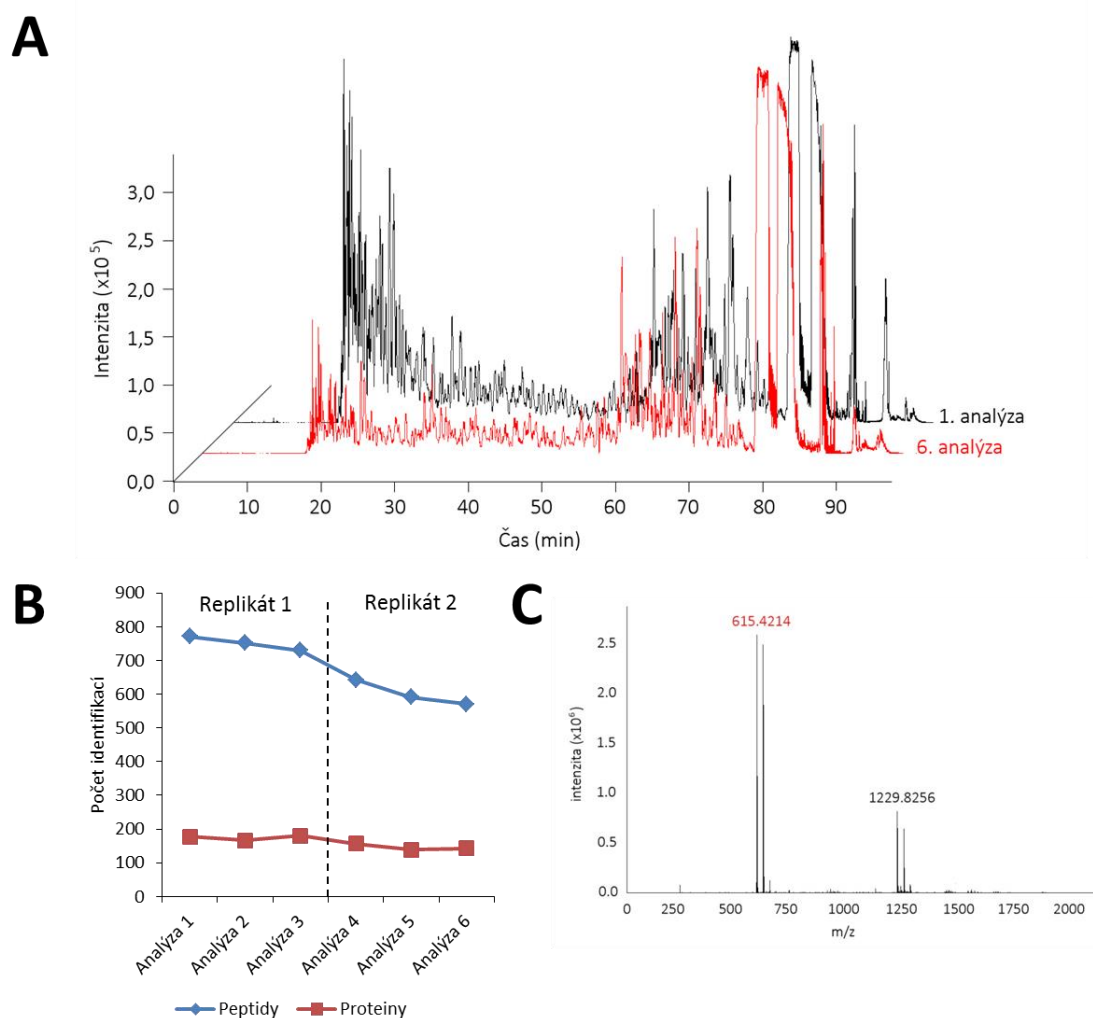 A
Intenzita (x10⁵)
3,0
2,5
2,0
1,5
1,0
0,5
0,0
1. analýza
6. analýza
0 10 20 30 40 50 60 70 80 90
Čas (min)
B
Replikát 1 Replikát 2
Počet identifikací
900
800
700
600
500
400
300
200
100
0
Analýza 1 Analýza 2 Analýza 3 Analýza 4 Analýza 5 Analýza 6
Peptidy Proteiny
C
615.4214
1229.8256
intenzita (x10⁶)
2.5
2.0
1.5
1.0
0.5
0.0
0 250 500 750 1000 1250 1500 1750 2000
m/z